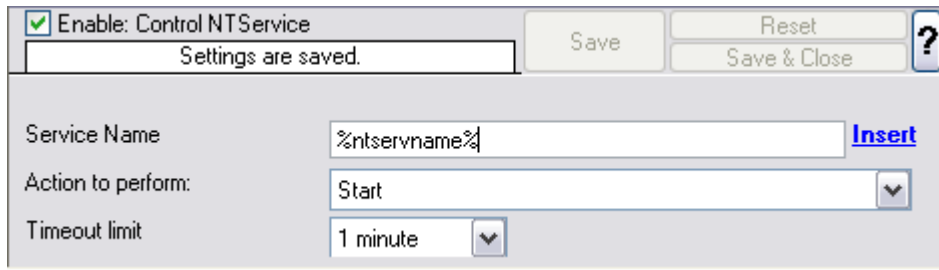 Enable: Control NTService
Settings are saved.
Save
Reset
Save & Close
?
Service Name
%ntservname%
Insert
Action to perform:
Start
Timeout limit
1 minute